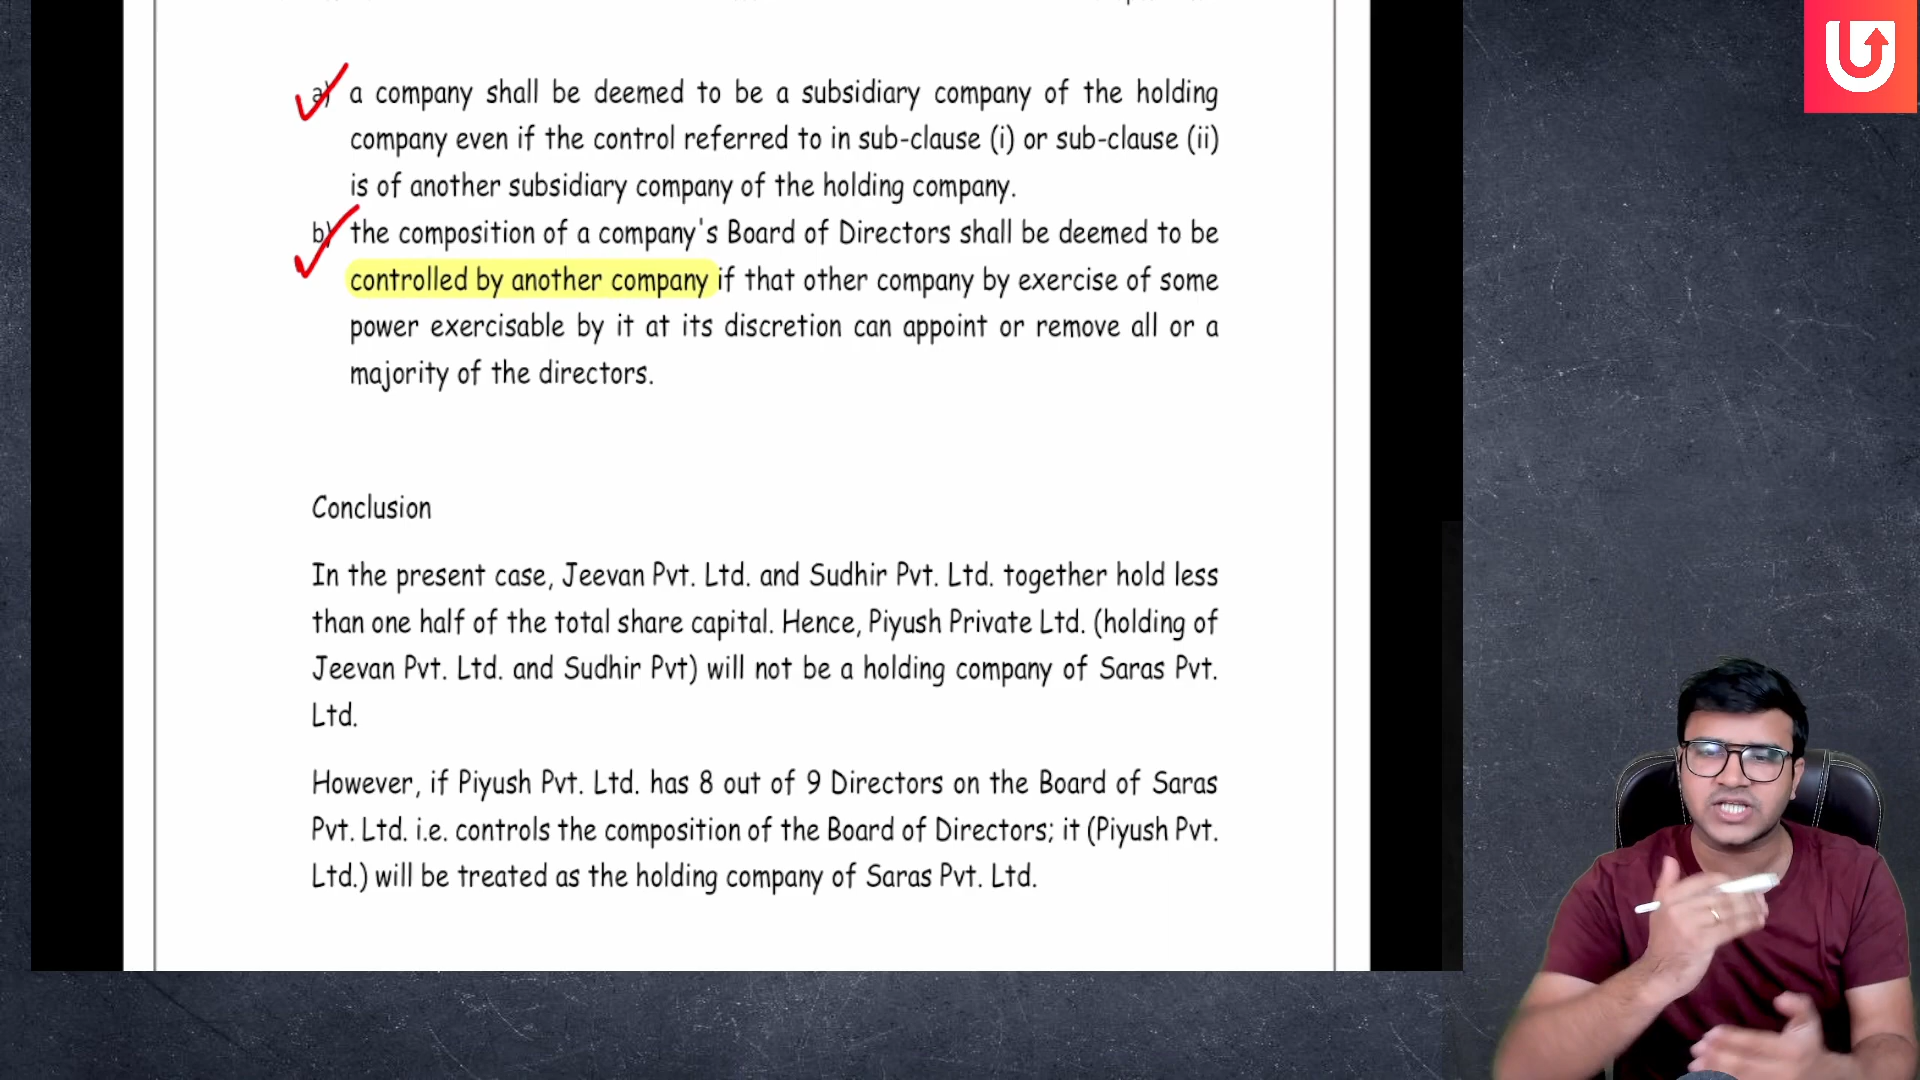 a) a company shall be deemed to be a subsidiary company of the holding
company even if the control referred to in sub-clause (i) or sub-clause (ii)
is of another subsidiary company of the holding company.
b) the composition of a company's Board of Directors shall be deemed to be
controlled by another company if that other company by exercise of some
power exercisable by it at its discretion can appoint or remove all or a
majority of the directors.
Conclusion
In the present case, Jeevan Pvt. Ltd. and Sudhir Pvt. Ltd. together hold less
than one half of the total share capital. Hence, Piyush Private Ltd. (holding of
Jeevan Pvt. Ltd. and Sudhir Pvt) will not be a holding company of Saras Pvt.
Ltd.
However, if Piyush Pvt. Ltd. has 8 out of 9 Directors on the Board of Saras
Pvt. Ltd. i.e. controls the composition of the Board of Directors; it (Piyush Pvt.
Ltd.) will be treated as the holding company of Saras Pvt. Ltd.